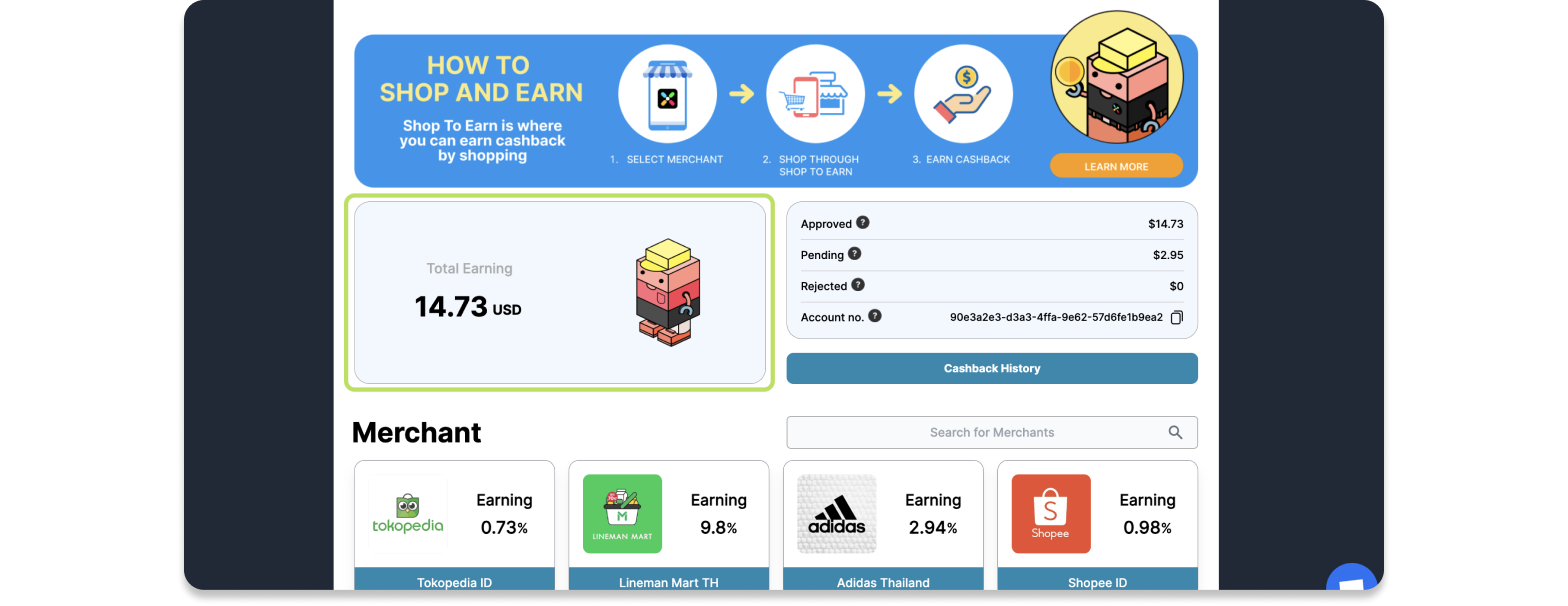 HOW TO
SHOP AND EARN
Shop To Earn is where
you can earn cashback
by shopping
1. SELECT MERCHANT
2. SHOP THROUGH
SHOP TO EARN
3. EARN CASHBACK
LEARN MORE
Total Earning
14.73 USD
Approved ? $14.73
Pending ? $2.95
Rejected ? $0
Account no. ? 90e3a2e3-d3a3-4ffa-9e62-57d6fe1b9ea2
Cashback History
Merchant
Search for Merchants
tokopedia
Earning
0.73%
Tokopedia ID
M
LINEMAN MART
Earning
9.8%
Lineman Mart TH
adidas
Earning
2.94%
Adidas Thailand
S
Shopee
Earning
0.98%
Shopee ID